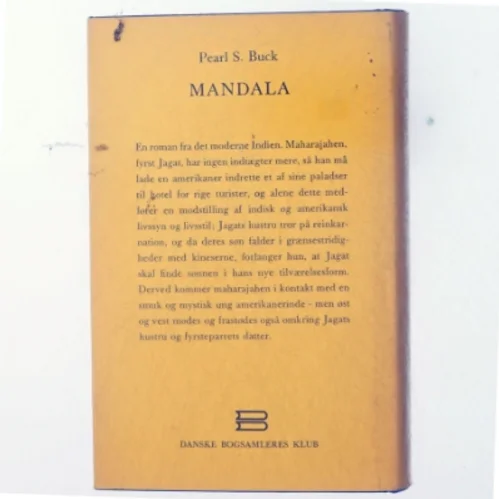 Pearl S. Buck
MANDALA
En roman fra det moderne Indien. Maharajahen,
fyrst Jagat, har ingen indtægter mere, så han må
lade en amerikaner indrette et af sine paladser
til hotel for rige turister, og alene dette med-
fører en modstilling af indisk og amerikansk
livssyn og livsstil: Jagats hustru tror på reinkar-
nation, og da deres søn falder i grænsestridig-
heder med kineserne, forlanger hun, at Jagat
skal finde sønnen i hans nye tilværelsesform.
Derved kommer maharajahen i kontakt med en
smuk og mystisk ung amerikanerinde - men øst
og vest mødes og frastødes også omkring Jagats
hustru og fyrsteparrets datter.
DANSKE BOGSAMLERES KLUB